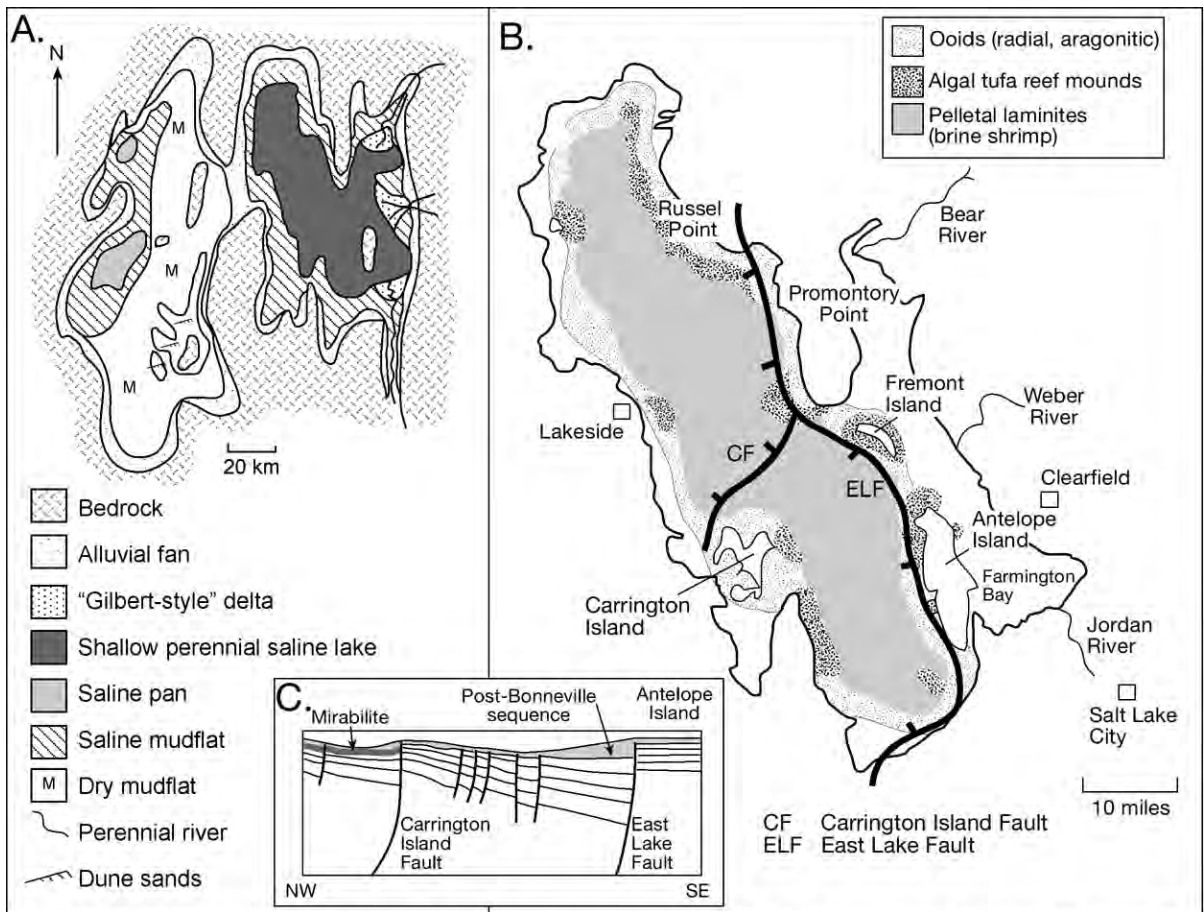 A.
N
M
M
M
20 km
Bedrock
Alluvial fan
“Gilbert-style” delta
Shallow perennial saline lake
Saline pan
Saline mudflat
M Dry mudflat
Perennial river
Dune sands
B.
Ooids (radial, aragonitic)
Algal tufa reef mounds
Pelletal laminites
(brine shrimp)
Russel
Point
Bear
River
Promontory
Point
Fremont
Island
Weber
River
Lakeside
CF
ELF
Clearfield
Antelope
Island
Farmington
Bay
Carrington
Island
Jordan
River
Salt Lake
City
10 miles
CF Carrington Island Fault
ELF East Lake Fault
C.
Mirabilite
Post-Bonneville
sequence
Antelope
Island
Carrington
Island
Fault
East
Lake
Fault
NW
SE